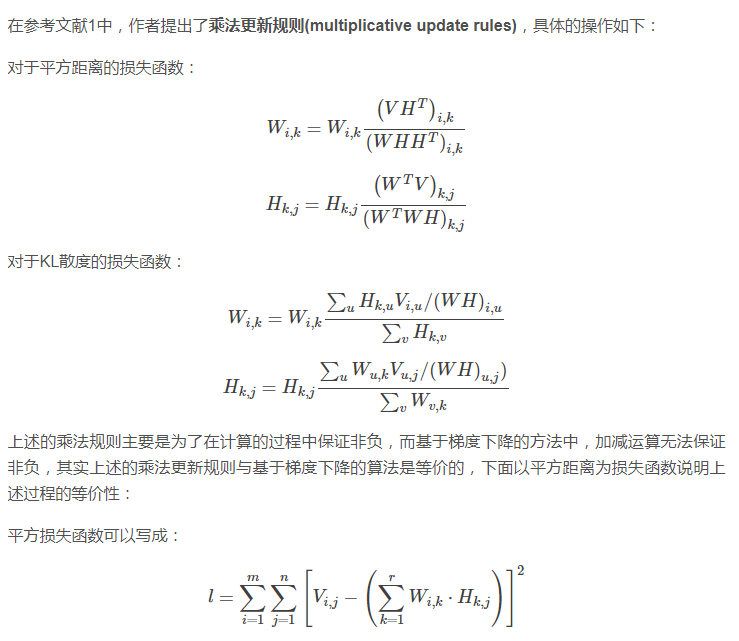 在参考文献1中，作者提出了乘法更新规则(multiplicative update rules)，具体的操作如下：
对于平方距离的损失函数：
W_{i,k} = W_{i,k} \frac{(VH^T)_{i,k}}{(WHH^T)_{i,k}}
H_{k,j} = H_{k,j} \frac{(W^TV)_{k,j}}{(W^TWH)_{k,j}}
对于KL散度的损失函数：
W_{i,k} = W_{i,k} \frac{\sum_u H_{k,u}V_{i,u}/(WH)_{i,u}}{\sum_v H_{k,v}}
H_{k,j} = H_{k,j} \frac{\sum_u W_{u,k}V_{u,j}/(WH)_{u,j})}{\sum_v W_{v,k}}
上述的乘法规则主要是为了在计算的过程中保证非负，而基于梯度下降的方法中，加减运算无法保证
非负，其实上述的乘法更新规则与基于梯度下降的算法是等价的，下面以平方距离为损失函数说明上
述过程的等价性：
平方损失函数可以写成：
l = \sum_{i=1}^{m} \sum_{j=1}^{n} \left[ V_{i,j} - \left( \sum_{k=1}^{r} W_{i,k} \cdot H_{k,j} \right) \right]^2